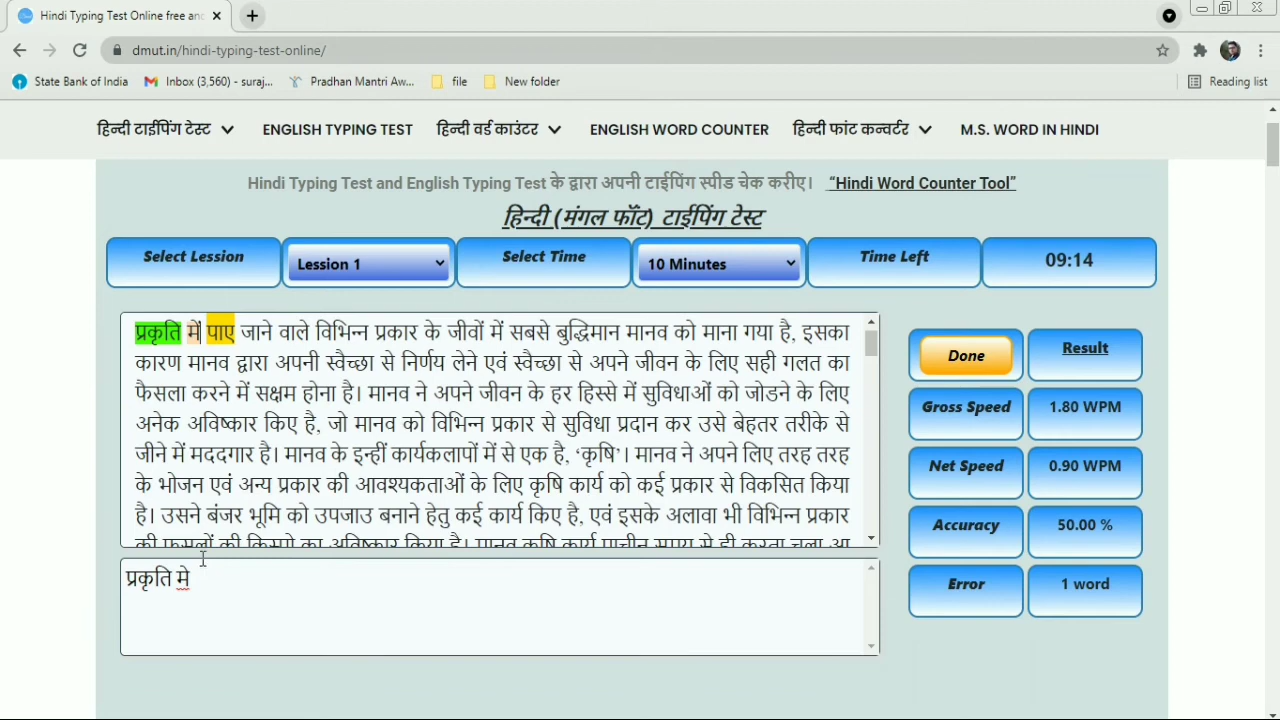 Hindi Typing Test Online free and
dmut.in/hindi-typing-test-online/
State Bank of India
Inbox (3,560) - suraj...
Pradhan Mantri Aw...
file
New folder
Reading list
हिन्दी टाईपिंग टेस्ट
ENGLISH TYPING TEST
हिन्दी वर्ड काउंटर
ENGLISH WORD COUNTER
हिन्दी फांट कन्वर्टर
M.S. WORD IN HINDI
Hindi Typing Test and English Typing Test के द्वारा अपनी टाईपिंग स्पीड चेक करीए। “Hindi Word Counter Tool”
हिन्दी (मंगल फॉंट) टाईपिंग टेस्ट
Select Lession
Lession 1
Select Time
10 Minutes
Time Left
09:14
प्रकृति में पाए जाने वाले विभिन्न प्रकार के जीवों में सबसे बुद्धिमान मानव को माना गया है, इसका
कारण मानव द्वारा अपनी स्वैच्छा से निर्णय लेने एवं स्वैच्छा से अपने जीवन के लिए सही गलत का
फैसला करने में सक्षम होना है। मानव ने अपने जीवन के हर हिस्से में सुविधाओं को जोडने के लिए
अनेक अविष्कार किए है, जो मानव को विभिन्न प्रकार से सुविधा प्रदान कर उसे बेहतर तरीके से
जीने में मददगार है। मानव के इन्हीं कार्यकलापों में से एक है, ‘कृषि’। मानव ने अपने लिए तरह तरह
के भोजन एवं अन्य प्रकार की आवश्यकताओं के लिए कृषि कार्य को कई प्रकार से विकसित किया
है। उसने बंजर भूमि को उपजाउ बनाने हेतु कई कार्य किए है, एवं इसके अलावा भी विभिन्न प्रकार
की फसलों की किस्मो का अविष्कार किया है। मानव कृषि कार्य प्राचीन समय से ही करता चला आ
प्रकृति मे
Done
Result
Gross Speed
1.80 WPM
Net Speed
0.90 WPM
Accuracy
50.00 %
Error
1 word